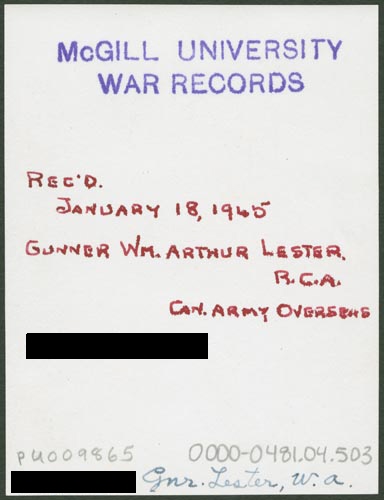 McGILL UNIVERSITY
WAR RECORDS
REC'D.
JANUARY 18, 1945
GUNNER WM. ARTHUR LESTER.
R.C.A.
CAN. ARMY, OVERSEAS
PU009865
0000-0481.04.503
Gnr. Lester, W. a.